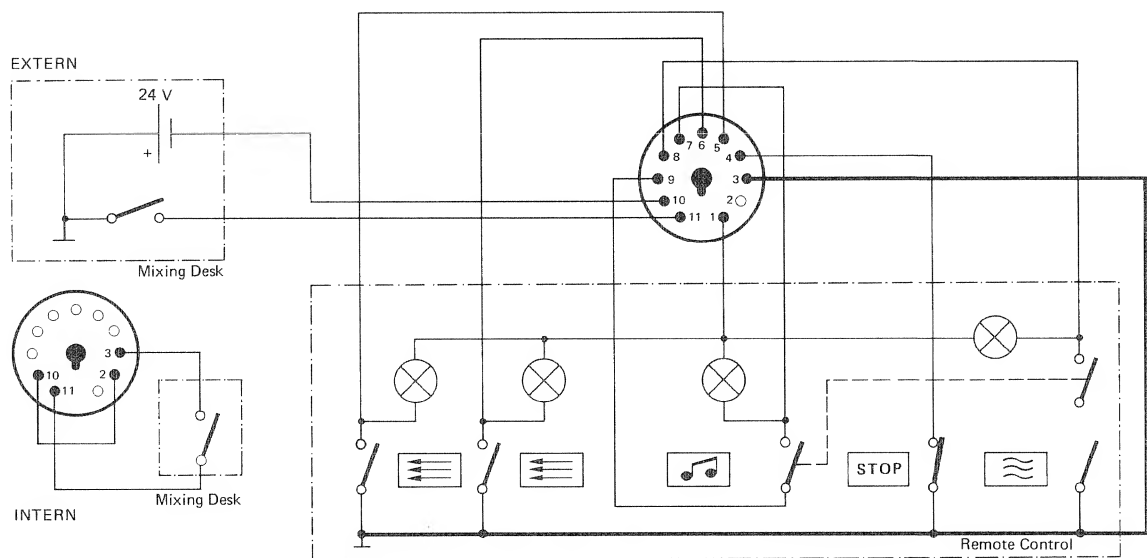 EXTERN
24 V
+
Mixing Desk
7
6
5
8
4
9
3
10
2
11
1
3
10
2
11
Mixing Desk
INTERN
STOP
Remote Control